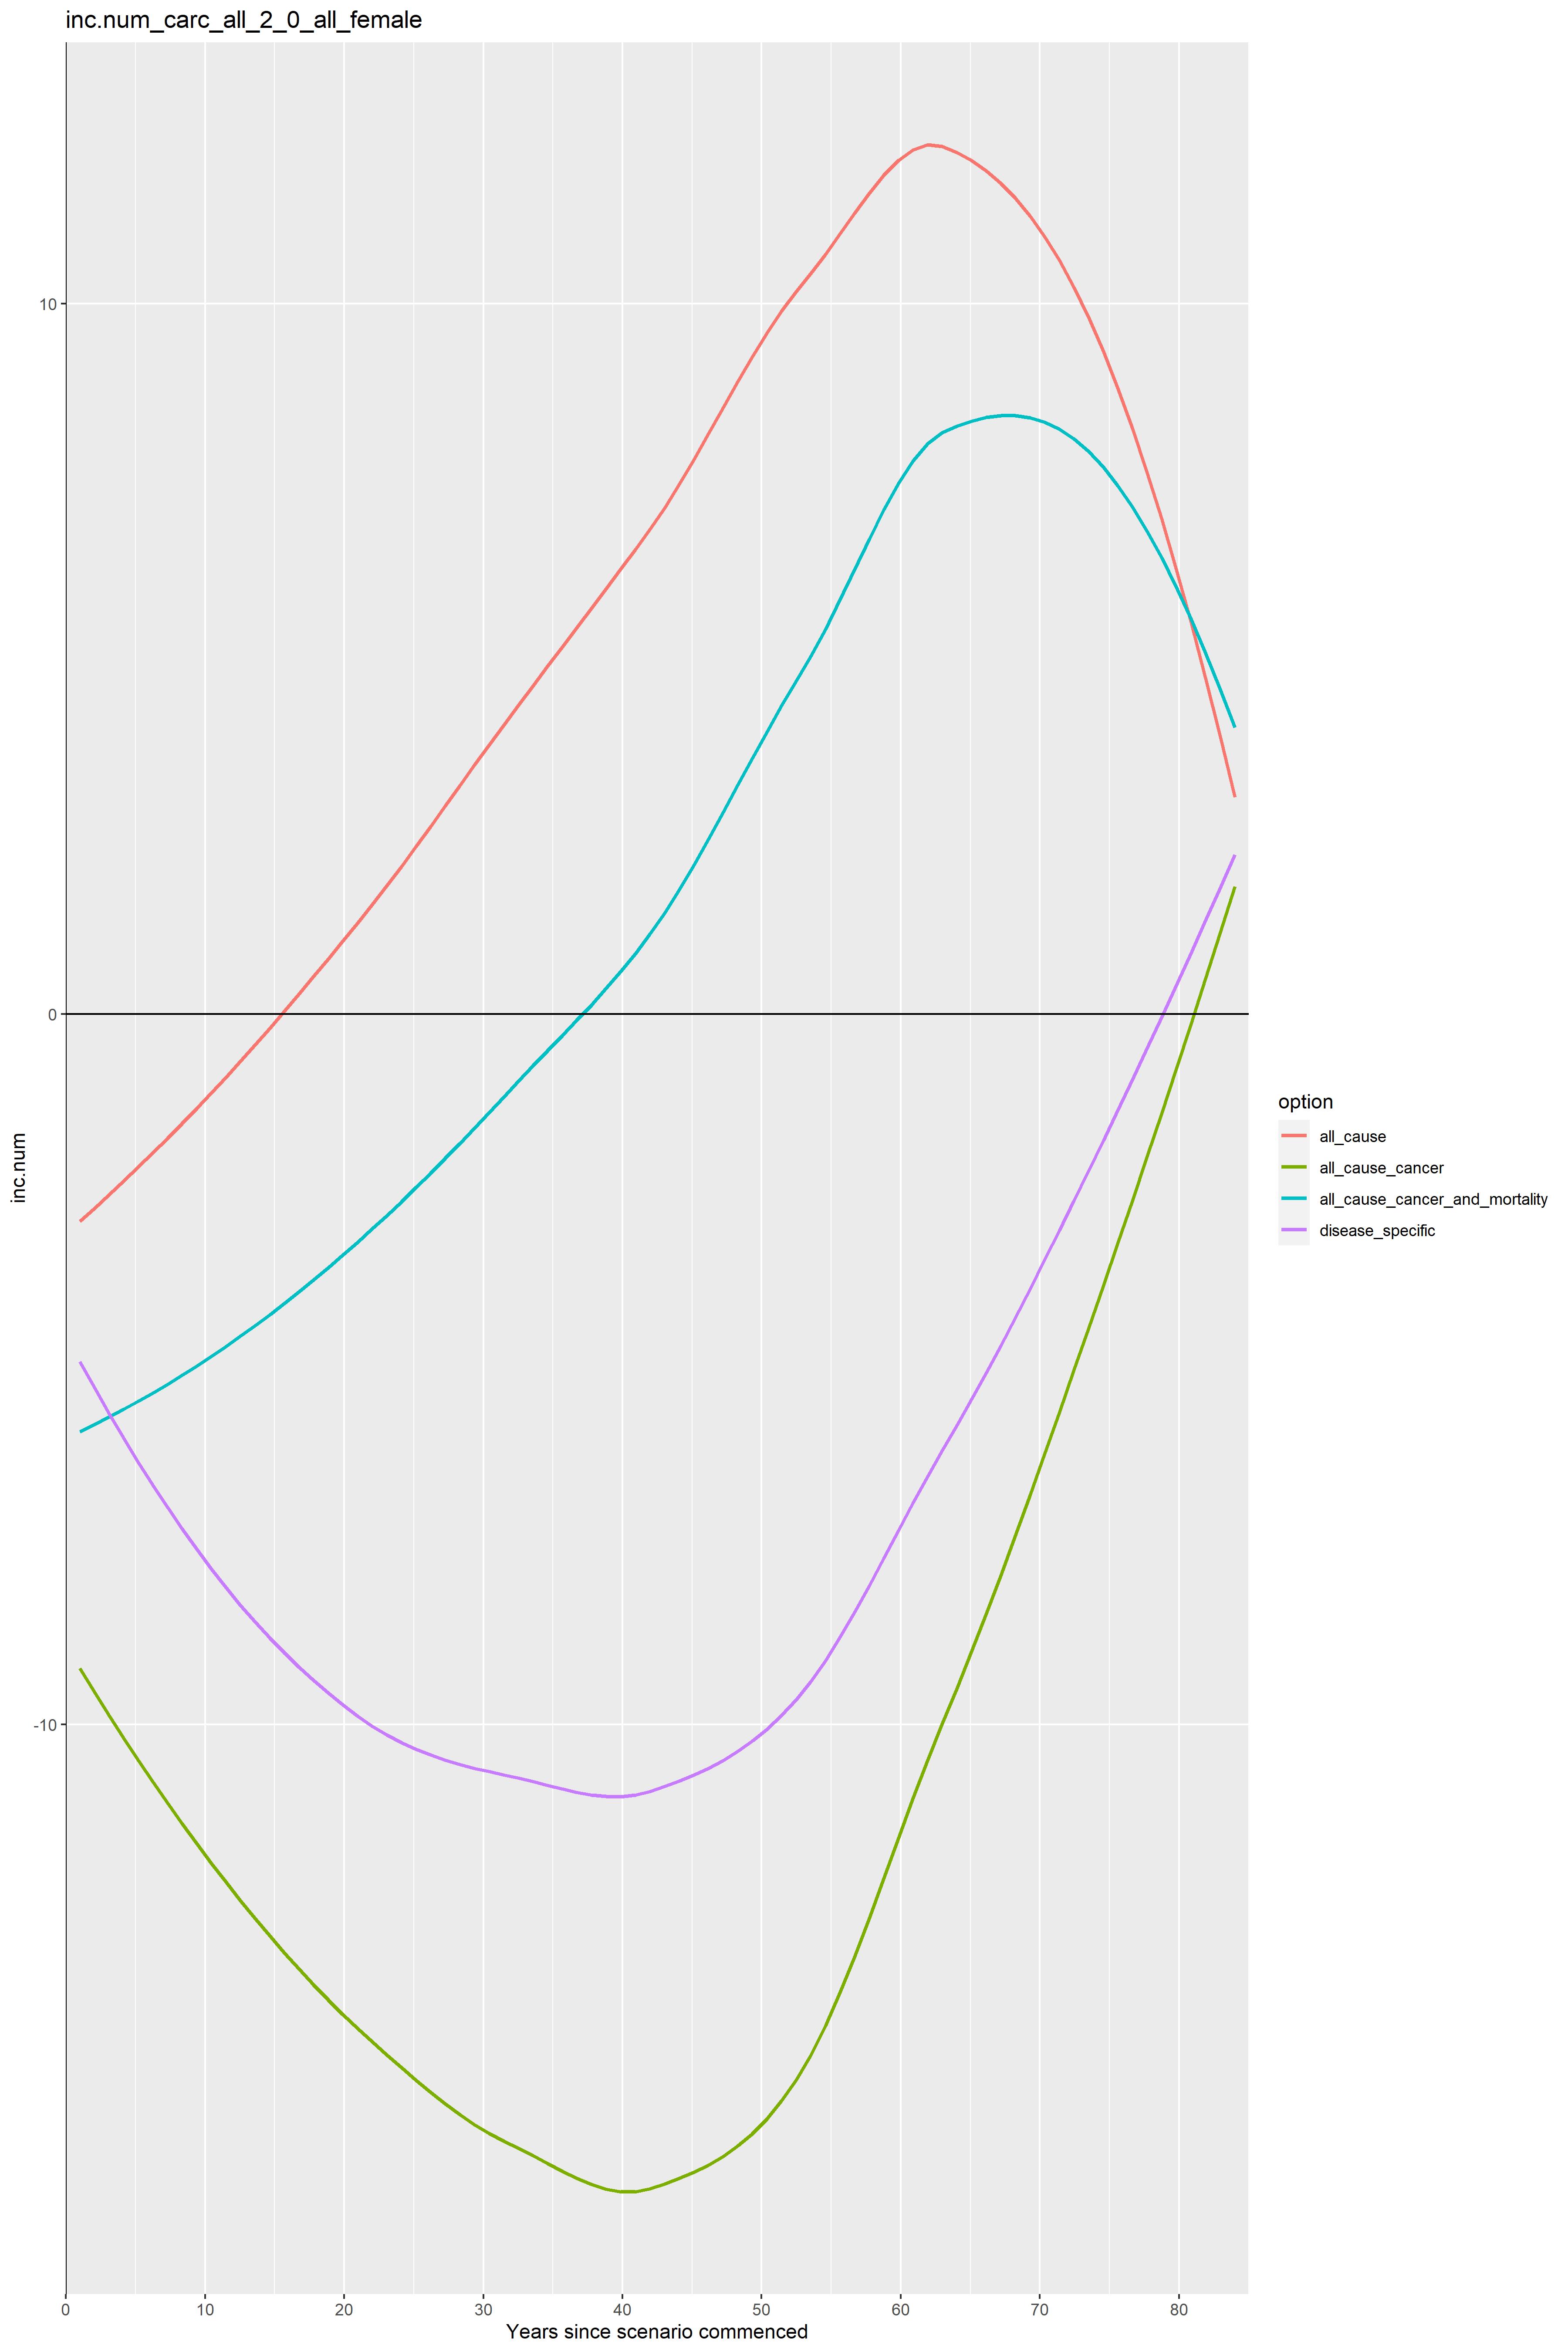 inc.num_carc_all_2_0_all_female
10
0
-10
inc.num
0 10 20 30 40 50 60 70 80
Years since scenario commenced
option
all_cause
all_cause_cancer
all_cause_cancer_and_mortality
disease_specific